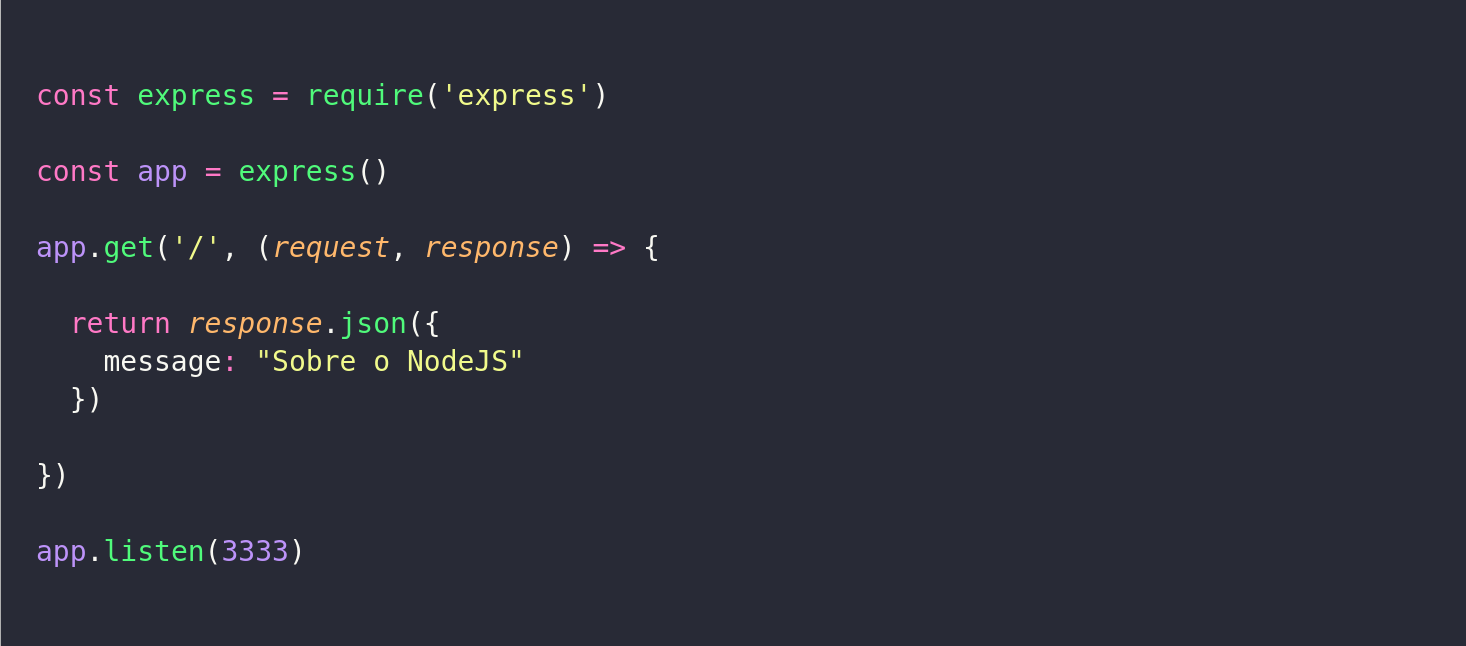 const express = require('express')
const app = express()
app.get('/', (request, response) => {
  return response.json({
    message: "Sobre o NodeJS"
  })
})
app.listen(3333)